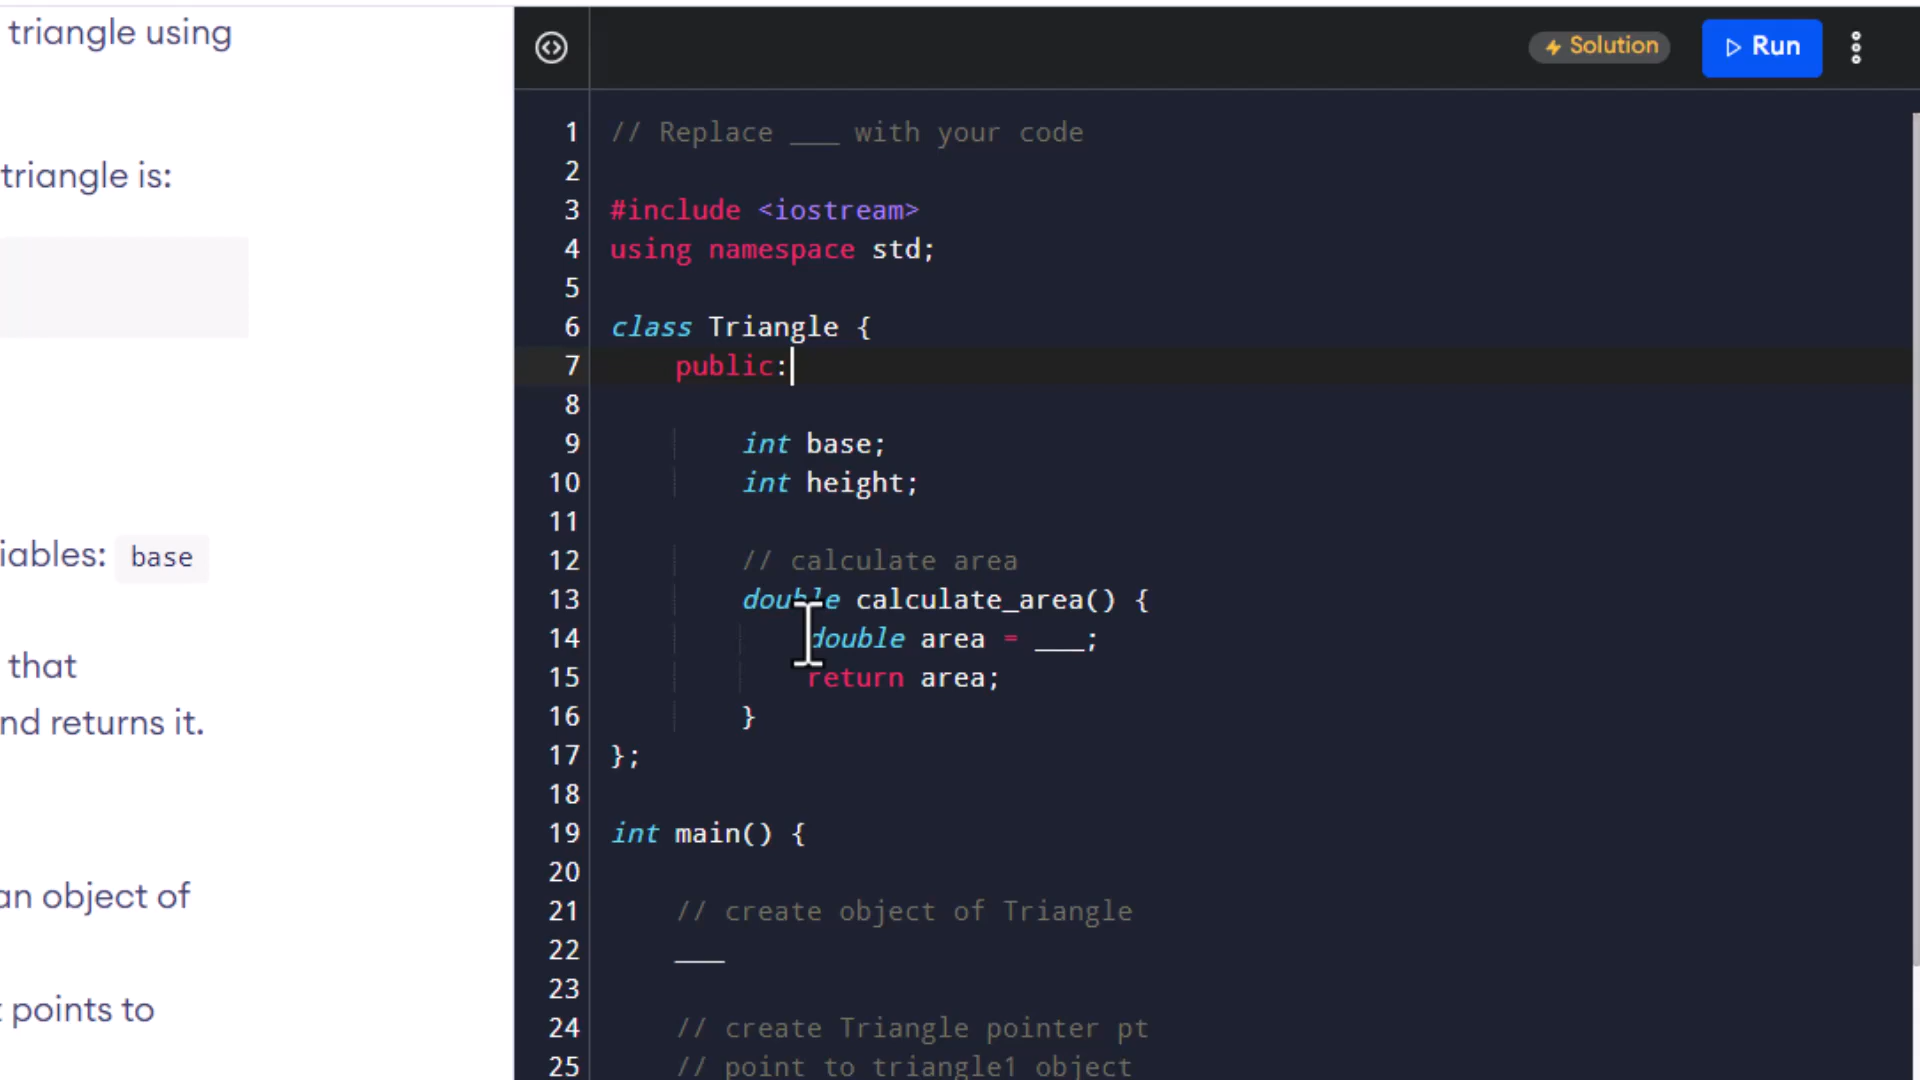 triangle using
triangle is:
iables: base
that
nd returns it.
an object of
points to
Solution
Run
1 // Replace ___ with your code
2
3 #include <iostream>
4 using namespace std;
5
6 class Triangle {
7 public:
8
9 int base;
10 int height;
11
12 // calculate area
13 double calculate_area() {
14 double area = ___;
15 return area;
16 }
17 };
18
19 int main() {
20
21 // create object of Triangle
22 ___
23
24 // create Triangle pointer pt
25 // point to triangle1 object